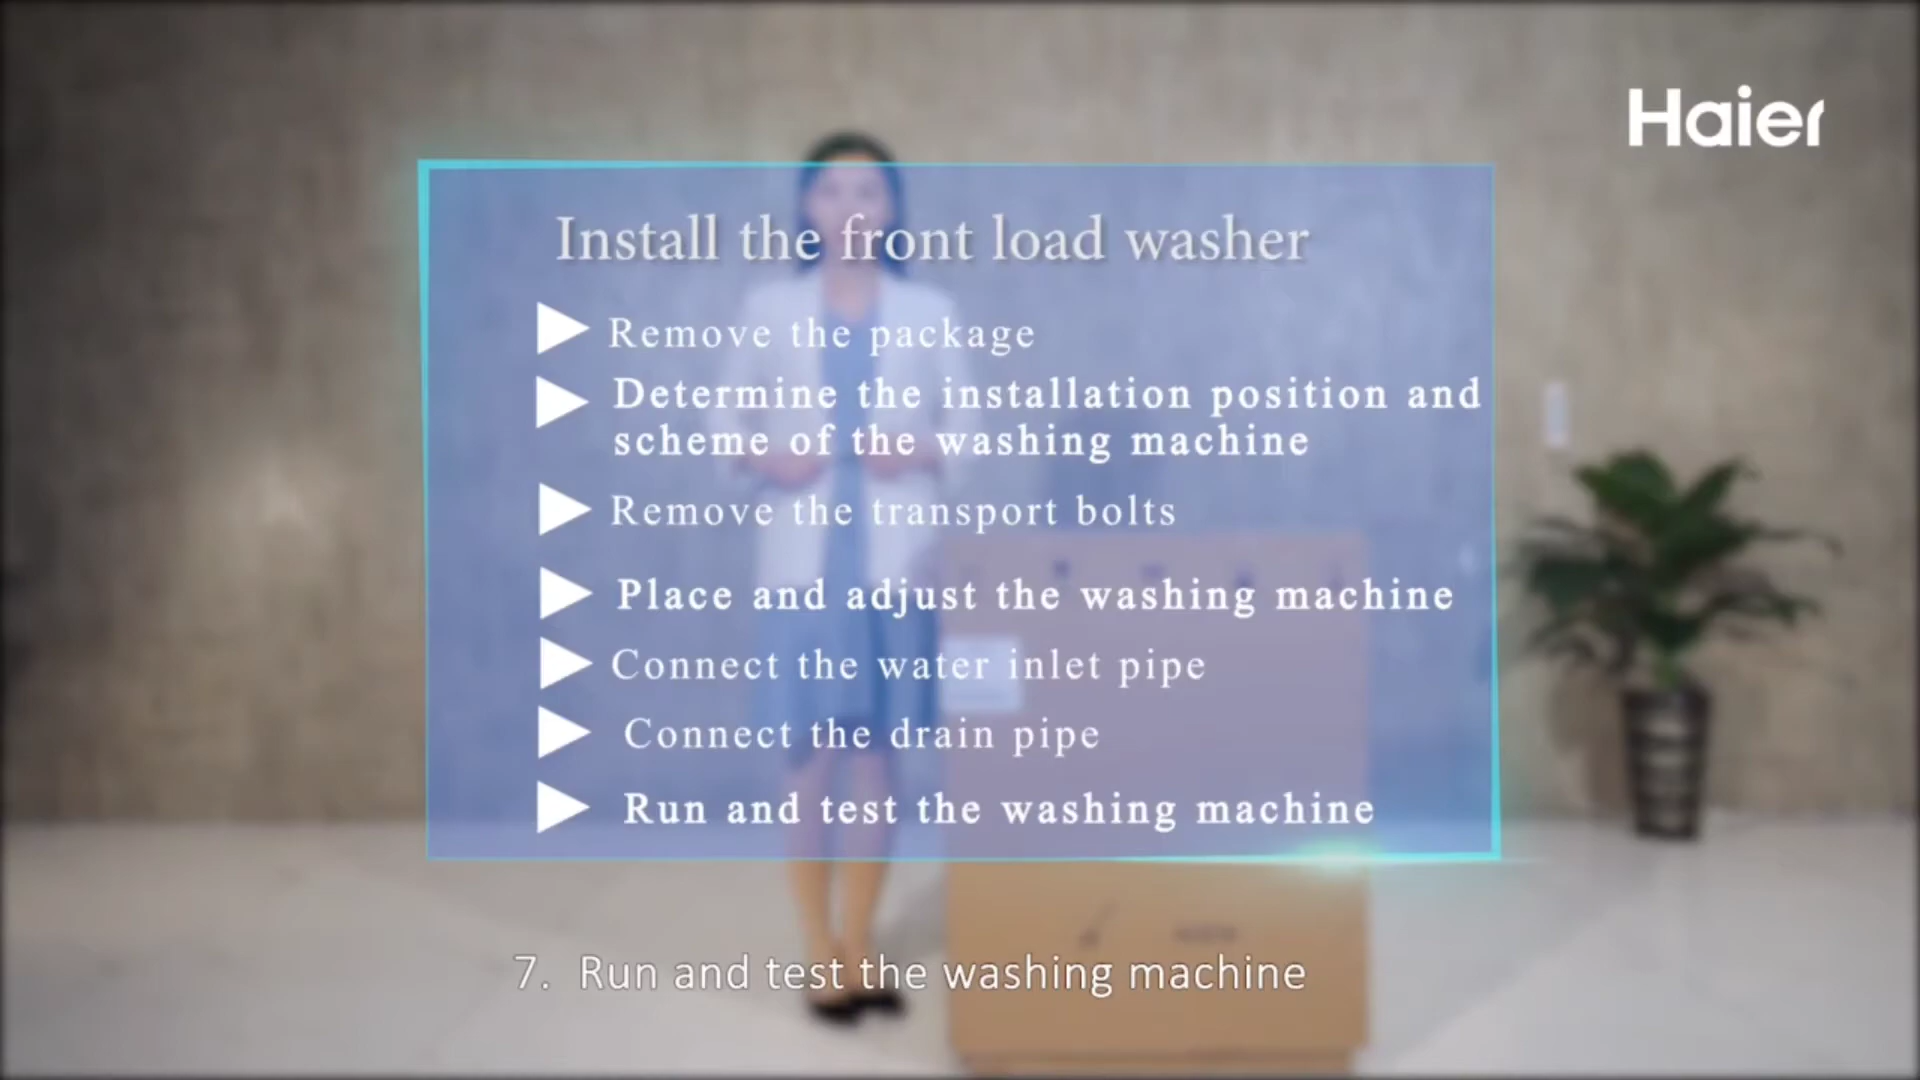 Haier
Install the front load washer
Remove the package
Determine the installation position and
scheme of the washing machine
Remove the transport bolts
Place and adjust the washing machine
Connect the water inlet pipe
Connect the drain pipe
Run and test the washing machine
7. Run and test the washing machine